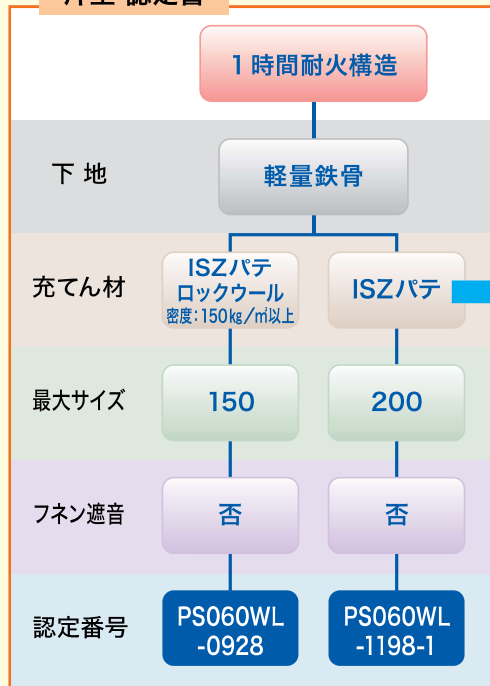 1時間耐火構造
下地
軽量鉄骨
充てん材
ISZパテ
ロックウール
密度:150kg/㎥以上
ISZパテ
最大サイズ
150
200
フネン遮音
否
否
認定番号
PS060WL
-0928
PS060WL
-1198-1